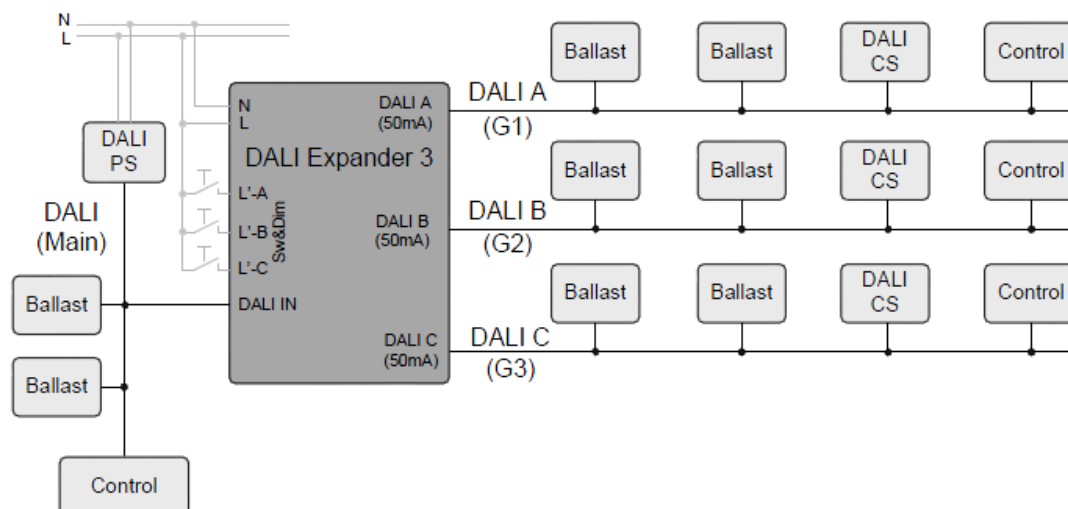 N
L
Ballast
Ballast
DALI
CS
Control
DALI
PS
N
L
DALI A
(50mA)
DALI A
(G1)
DALI Expander 3
Ballast
Ballast
DALI
CS
Control
L'-A
L'-B
L'-C
Sw&Dim
DALI B
(50mA)
DALI B
(G2)
DALI
(Main)
Ballast
Ballast
DALI
CS
Control
Ballast
DALI IN
DALI C
(50mA)
DALI C
(G3)
Ballast
Control